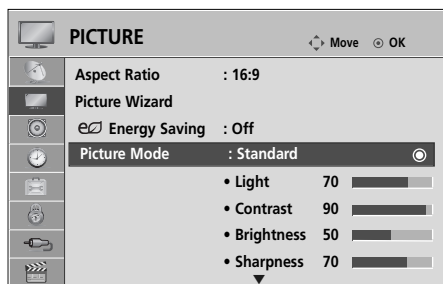 PICTURE
Move OK
Aspect Ratio : 16:9
Picture Wizard
Energy Saving : Off
Picture Mode : Standard
• Light 70
• Contrast 90
• Brightness 50
• Sharpness 70